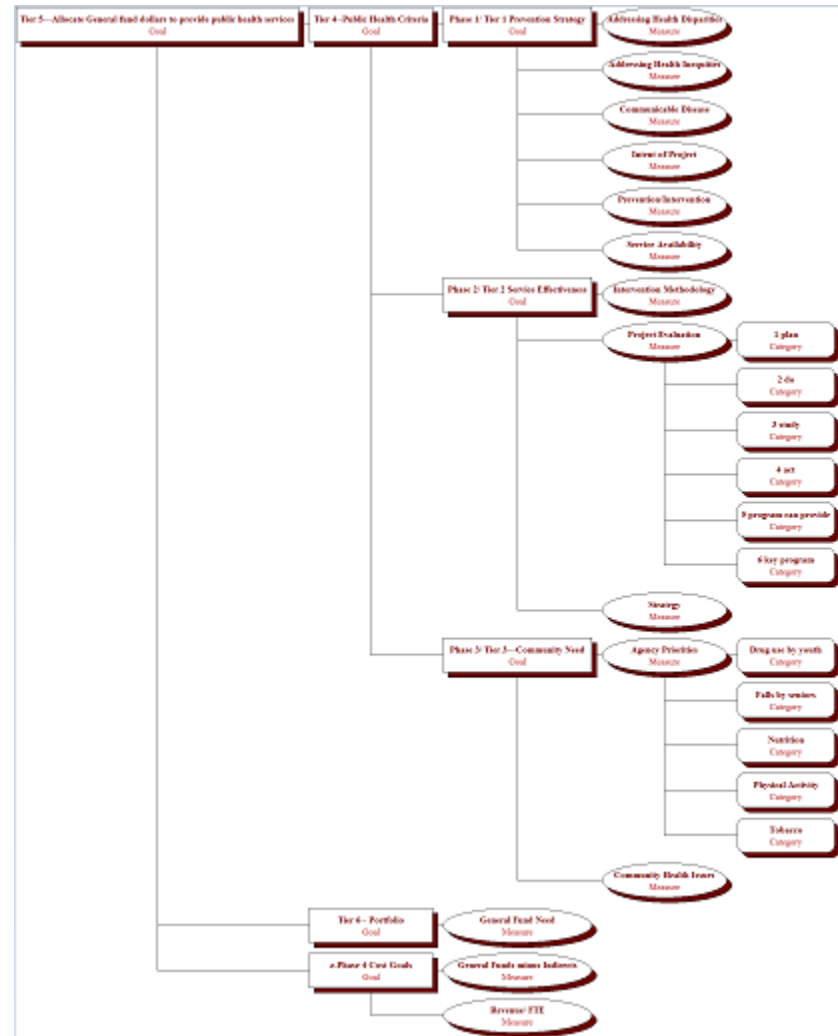 Tier 5—Allocate General fund dollars to provide public health services
Goal
Tier 4--Public Health Criteria
Goal
Phase 1/ Tier 1 Prevention Strategy
Goal
Addressing Health Disparities
Measure
Addressing Health Inequities
Measure
Communicable Disease
Measure
Intent of Project
Measure
Prevention/Intervention
Measure
Service Availability
Measure
Phase 2/ Tier 2 Service Effectiveness
Goal
Intervention Methodology
Measure
Project Evaluation
Measure
1 plan
Category
2 do
Category
3 study
Category
4 act
Category
5 program can provide
Category
6 key program
Category
Strategy
Measure
Phase 3/ Tier 3—Community Need
Goal
Agency Priorities
Measure
Drug use by youth
Category
Falls by seniors
Category
Nutrition
Category
Physical Activity
Category
Tobacco
Category
Community Health Issues
Measure
Tier 6-- Portfolio
Goal
General Fund Need
Measure
z-Phase 4 Cost Goals
Goal
General Funds minus
Measure
Revenue/ FTE
Measure